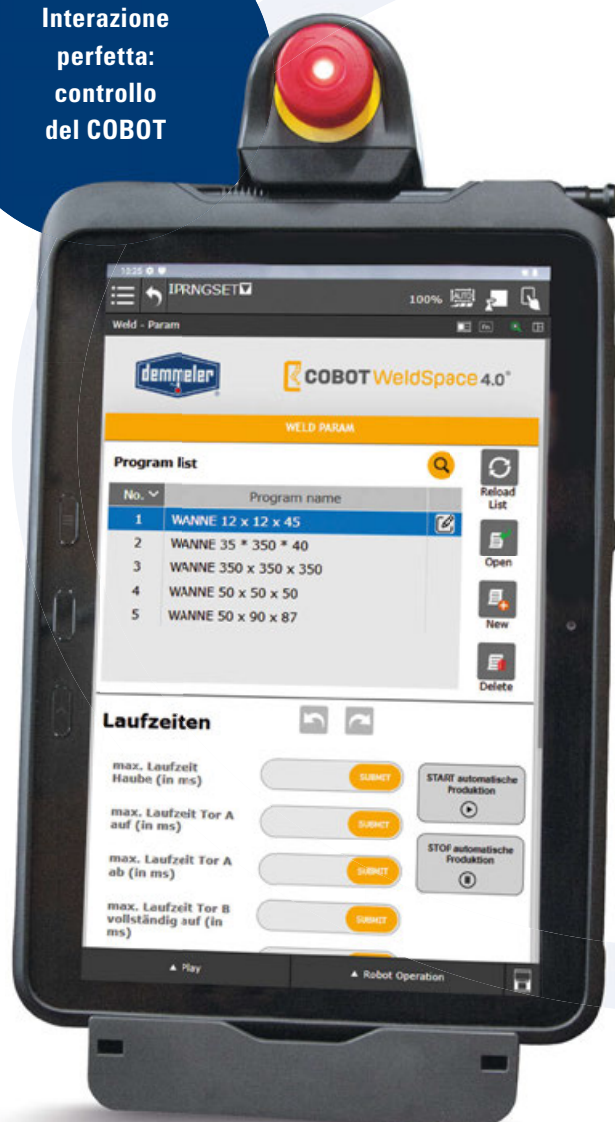 Interazione
perfetta:
controllo
del COBOT
13:25
IPRNGSET
100% AUTO
Weld - Param
Fn
demmeler
COBOT WeldSpace 4.0®
WELD PARAM
Program list
Reload
List
No. Program name
1 WANNE 12 x 12 x 45
2 WANNE 35 * 350 * 40
3 WANNE 350 x 350 x 350
4 WANNE 50 x 50 x 50
5 WANNE 50 x 90 x 87
Open
New
Delete
Laufzeiten
max. Laufzeit
Haube (in ms)
SUBMIT
START automatische
Produktion
max. Laufzeit Tor A
auf (in ms)
SUBMIT
max. Laufzeit Tor A
ab (in ms)
SUBMIT
STOP automatische
Produktion
max. Laufzeit Tor B
vollständig auf (in
ms)
SUBMIT
▲ Play
▲ Robot Operation